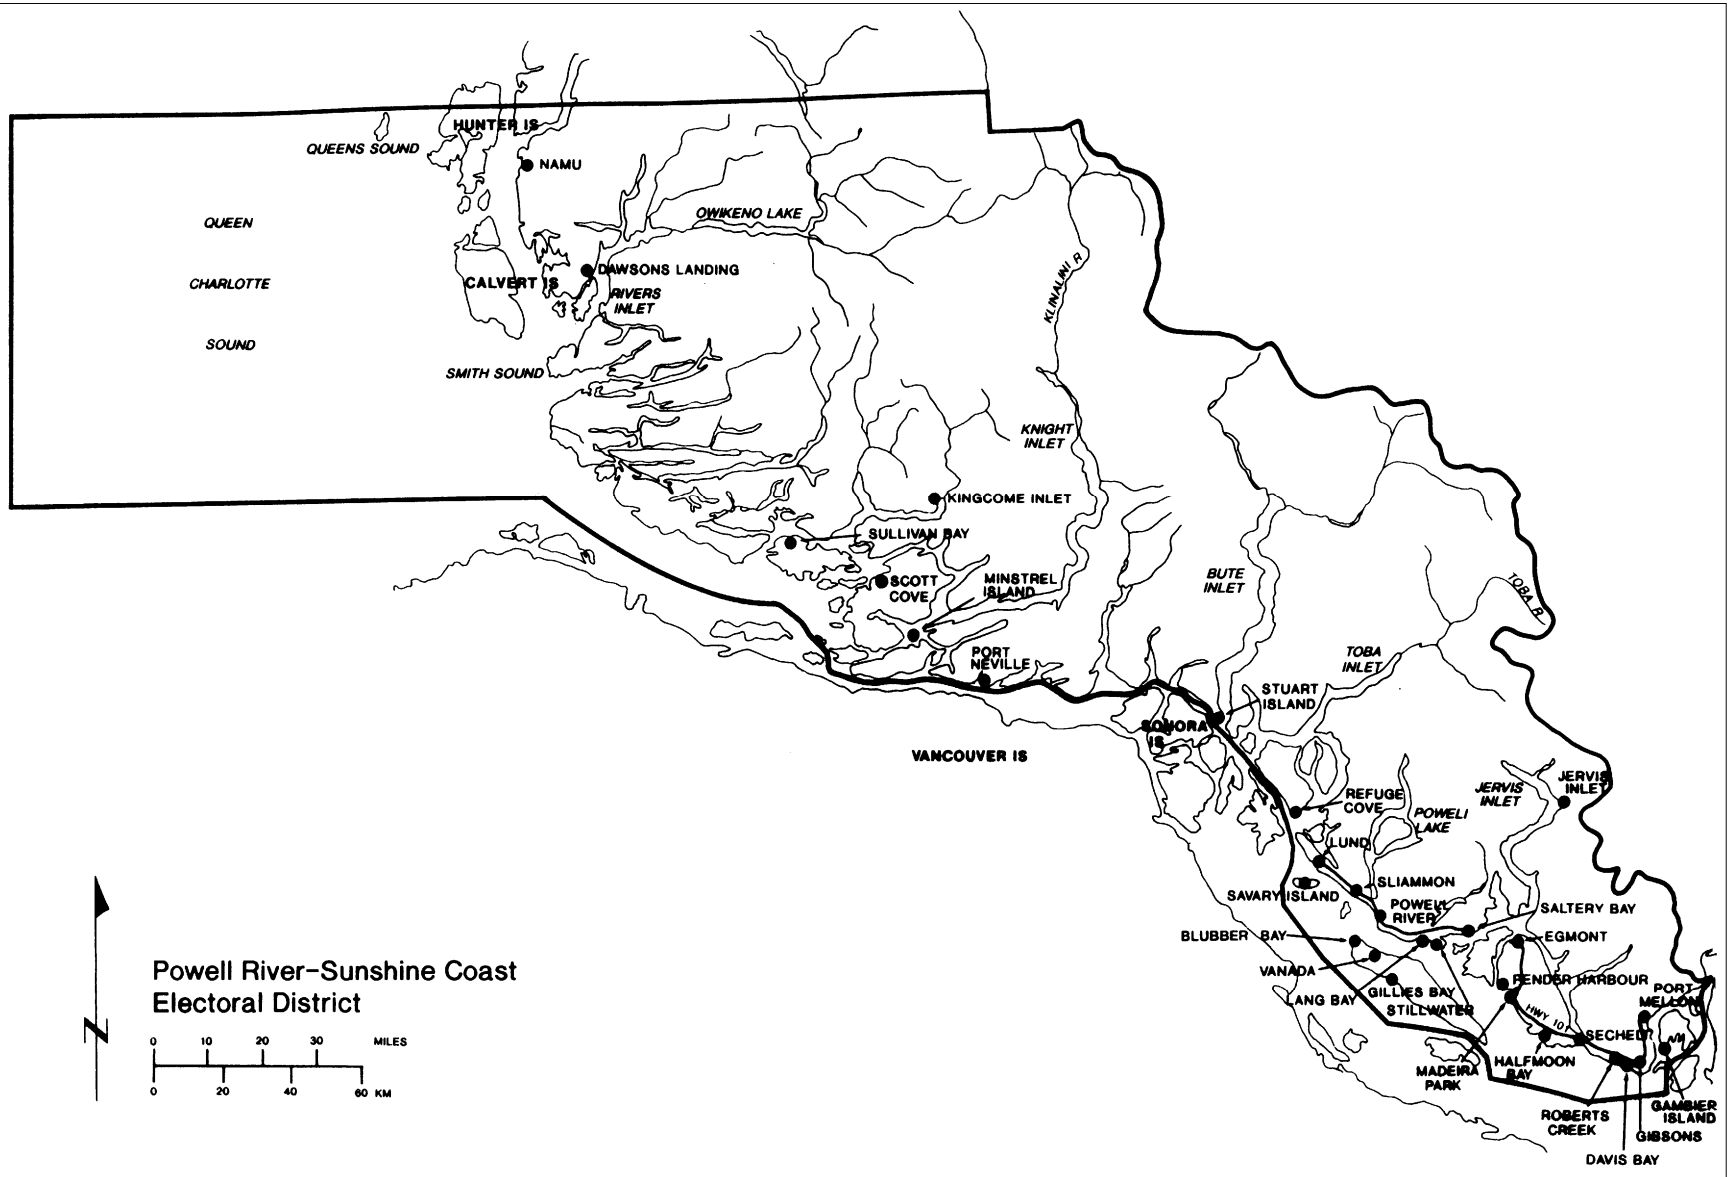 HUNTER IS
QUEENS SOUND
NAMU
QUEEN
CHARLOTTE
SOUND
OWIKENO LAKE
DAWSONS LANDING
CALVERT IS
RIVERS
INLET
SMITH SOUND
KLINALINI R
KNIGHT
INLET
KINGCOME INLET
SULLIVAN BAY
SCOTT
COVE
MINSTREL
ISLAND
PORT
NEVILLE
BUTE
INLET
TOBA R
TOBA
INLET
STUART
ISLAND
SONORA
IS
VANCOUVER IS
REFUGE
COVE
POWELL
LAKE
JERVIS
INLET
JERVIS
INLET
LUND
SLIAMMON
SAVARY ISLAND
POWELL
RIVER
SALTERY BAY
BLUBBER BAY
EGMONT
VANADA
LANG BAY
GILLIES BAY
STILLWATER
PENDER HARBOUR
PORT
MELLON
HWY 101
SECHELT
HALFMOON
BAY
MADEIRA
PARK
ROBERTS
CREEK
GAMBIER
ISLAND
GIBSONS
DAVIS BAY
Powell River-Sunshine Coast
Electoral District
0 10 20 30 MILES
0 20 40 60 KM
N